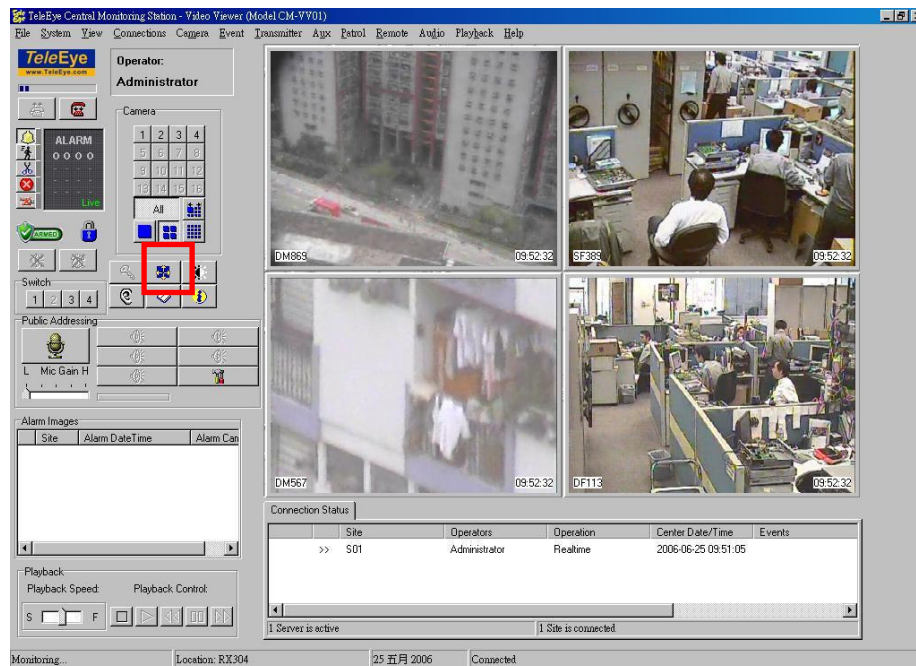 TeleEye Central Monitoring Station - Video Viewer (Model CM-VV01)
File System View Connections Camera Event Transmitter Aux Patrol Remote Audio Playback Help
TeleEye
www.TeleEye.com
Operator:
Administrator
ALARM
0 0 0 0
Live
ARMED
Camera
1 2 3 4
5 6 7 8
9 10 11 12
13 14 15 16
All
Switch
1 2 3 4
Public Addressing
L Mic Gain H
Alarm Images
Site Alarm DateTime Alarm Can
Playback
Playback Speed: Playback Control:
S F
DM869 09:52:32
SF389 09:52:32
DM567 09:52:32
DF113 09:52:32
Connection Status
Site Operators Operation Center Date/Time Events
>> S01 Administrator Realtime 2006-06-25 09:51:05
1 Server is active 1 Site is connected
Monitoring... Location: RX304 25 五月 2006 Connected